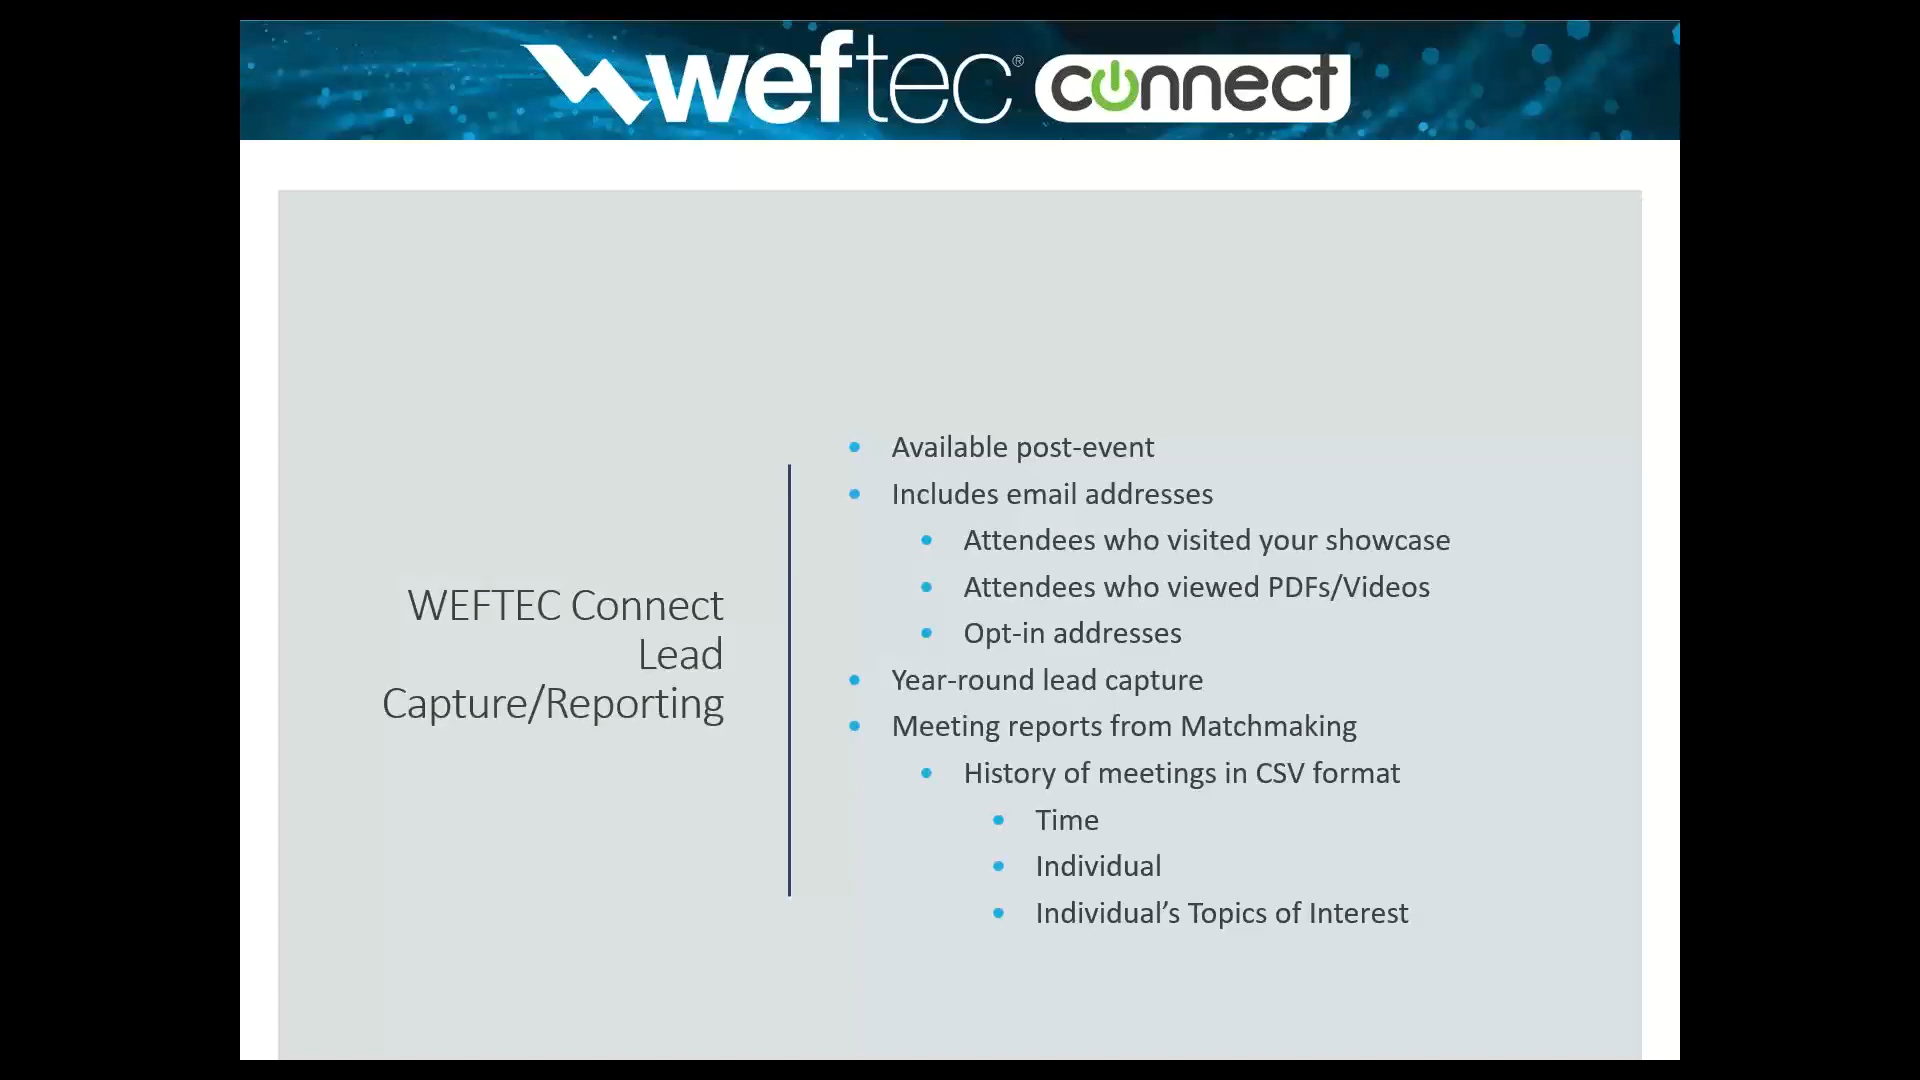 weftec® connect
WEFTEC Connect
Lead
Capture/Reporting
• Available post-event
• Includes email addresses
• Attendees who visited your showcase
• Attendees who viewed PDFs/Videos
• Opt-in addresses
• Year-round lead capture
• Meeting reports from Matchmaking
• History of meetings in CSV format
• Time
• Individual
• Individual’s Topics of Interest